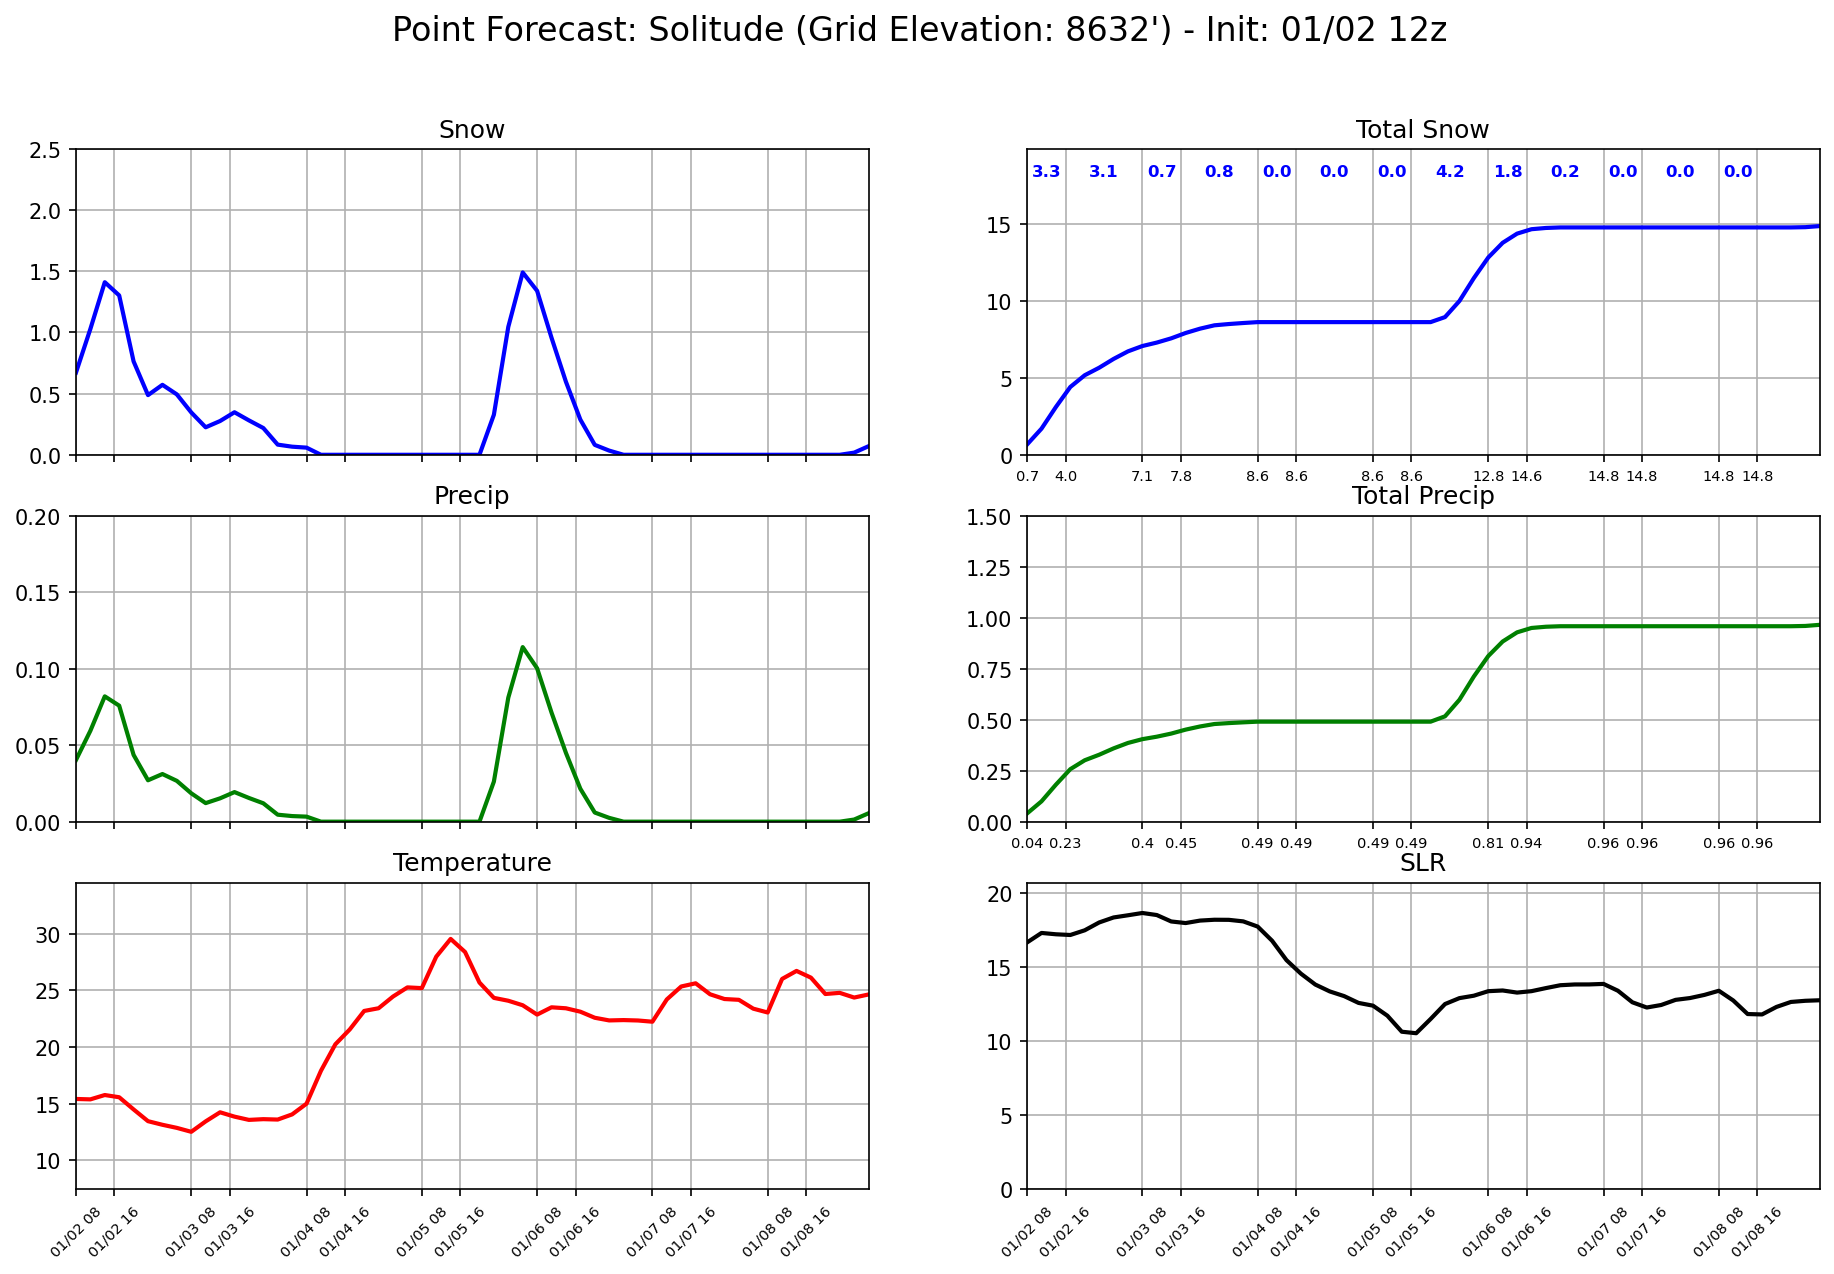 Point Forecast: Solitude (Grid Elevation: 8632') - Init: 01/02 12z
Snow
2.5
2.0
1.5
1.0
0.5
0.0
Total Snow
3.3 3.1 0.7 0.8 0.0 0.0 0.0 4.2 1.8 0.2 0.0 0.0 0.0
15
10
5
0
0.7 4.0 7.1 7.8 8.6 8.6 8.6 8.6 12.8 14.6 14.8 14.8 14.8 14.8
Precip
0.20
0.15
0.10
0.05
0.00
Total Precip
1.50
1.25
1.00
0.75
0.50
0.25
0.00
0.04 0.23 0.4 0.45 0.49 0.49 0.49 0.49 0.81 0.94 0.96 0.96 0.96 0.96
Temperature
30
25
20
15
10
01/02 08 01/02 16 01/03 08 01/03 16 01/04 08 01/04 16 01/05 08 01/05 16 01/06 08 01/06 16 01/07 08 01/07 16 01/08 08 01/08 16
SLR
20
15
10
5
0
01/02 08 01/02 16 01/03 08 01/03 16 01/04 08 01/04 16 01/05 08 01/05 16 01/06 08 01/06 16 01/07 08 01/07 16 01/08 08 01/08 16